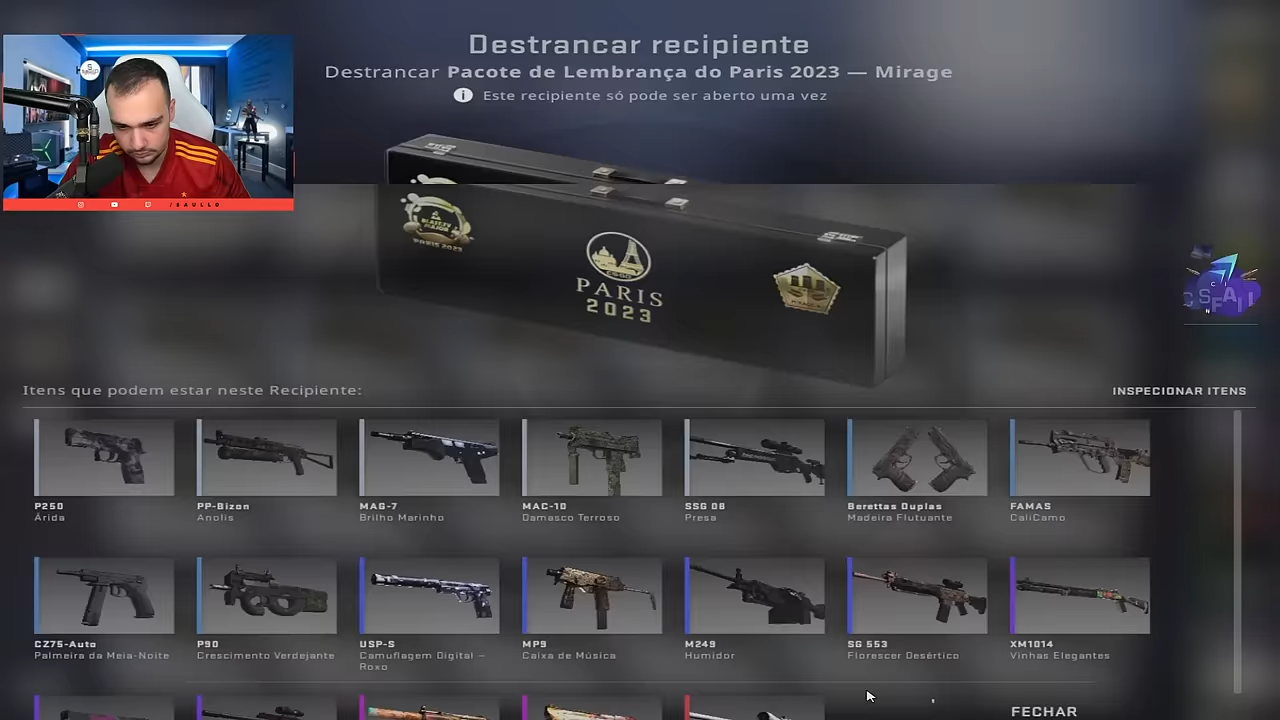 Destrancar recipiente
Destrancar Pacote de Lembrança do Paris 2023 — Mirage
Este recipiente só pode ser aberto uma vez
/SAULLO
PARIS 2023
PARIS
2023
Itens que podem estar neste Recipiente:
INSPECIONAR ITENS
P250
Árida
PP-Bizon
Anolis
MAG-7
Brilho Marinho
MAC-10
Damasco Terroso
SSG 08
Presa
Berettas Duplas
Madeira Flutuante
FAMAS
CaliCamo
CZ75-Auto
Palmeira da Meia-Noite
P90
Crescimento Verdejante
USP-S
Camuflagem Digital —
Roxo
MP9
Caixa de Música
M249
Humidor
SG 553
Florescer Desértico
XM1014
Vinhas Elegantes
FECHAR